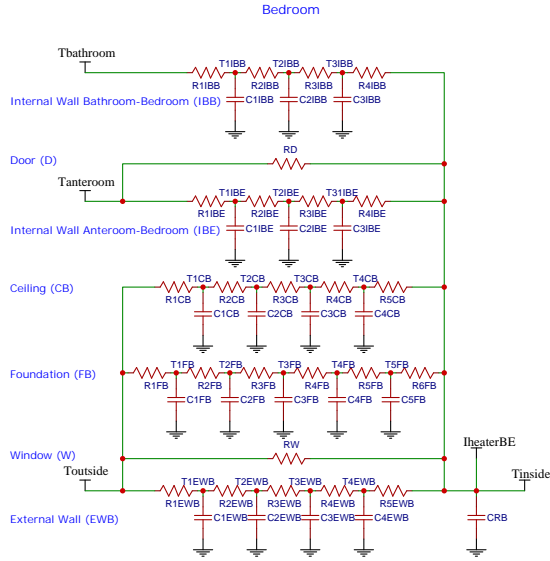 Bedroom
Tbathroom
T1IBB T2IBB T3IBB
R1IBB R2IBB R3IBB R4IBB
Internal Wall Bathroom-Bedroom (IBB)
C1IBB C2IBB C3IBB
Door (D)
RD
Tanteroom
T1IBE T2IBE T31IBE
R1IBE R2IBE R3IBE R4IBE
Internal Wall Anteroom-Bedroom (IBE)
C1IBE C2IBE C3IBE
T1CB T2CB T3CB T4CB
Ceiling (CB)
R1CB R2CB R3CB R4CB R5CB
C1CB C2CB C3CB C4CB
T1FB T2FB T3FB T4FB T5FB
Foundation (FB)
R1FB R2FB R3FB R4FB R5FB R6FB
C1FB C2FB C3FB C4FB C5FB
RW
IheaterBE
Window (W)
Toutside
Tinside
T1EWB T2EWB T3EWB T4EWB
R1EWB R2EWB R3EWB R4EWB R5EWB
External Wall (EWB)
C1EWB C2EWB C3EWB C4EWB CRB